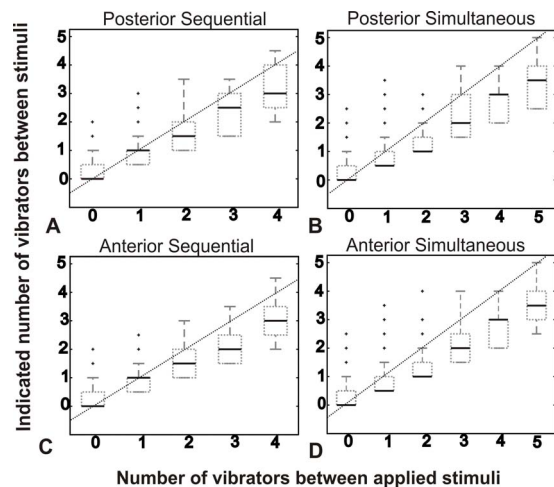 Posterior Sequential
Posterior Simultaneous
5
4
3
2
1
0
0 1 2 3 4
A
5
4
3
2
1
0
0 1 2 3 4 5
B
Anterior Sequential
Anterior Simultaneous
5
4
3
2
1
0
0 1 2 3 4
C
5
4
3
2
1
0
0 1 2 3 4 5
D
Indicated number of vibrators between stimuli
Number of vibrators between applied stimuli